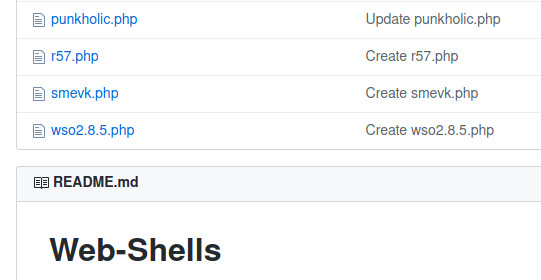 punkholic.php Update punkholic.php
r57.php Create r57.php
smevk.php Create smevk.php
wso2.8.5.php Create wso2.8.5.php
README.md
Web-Shells